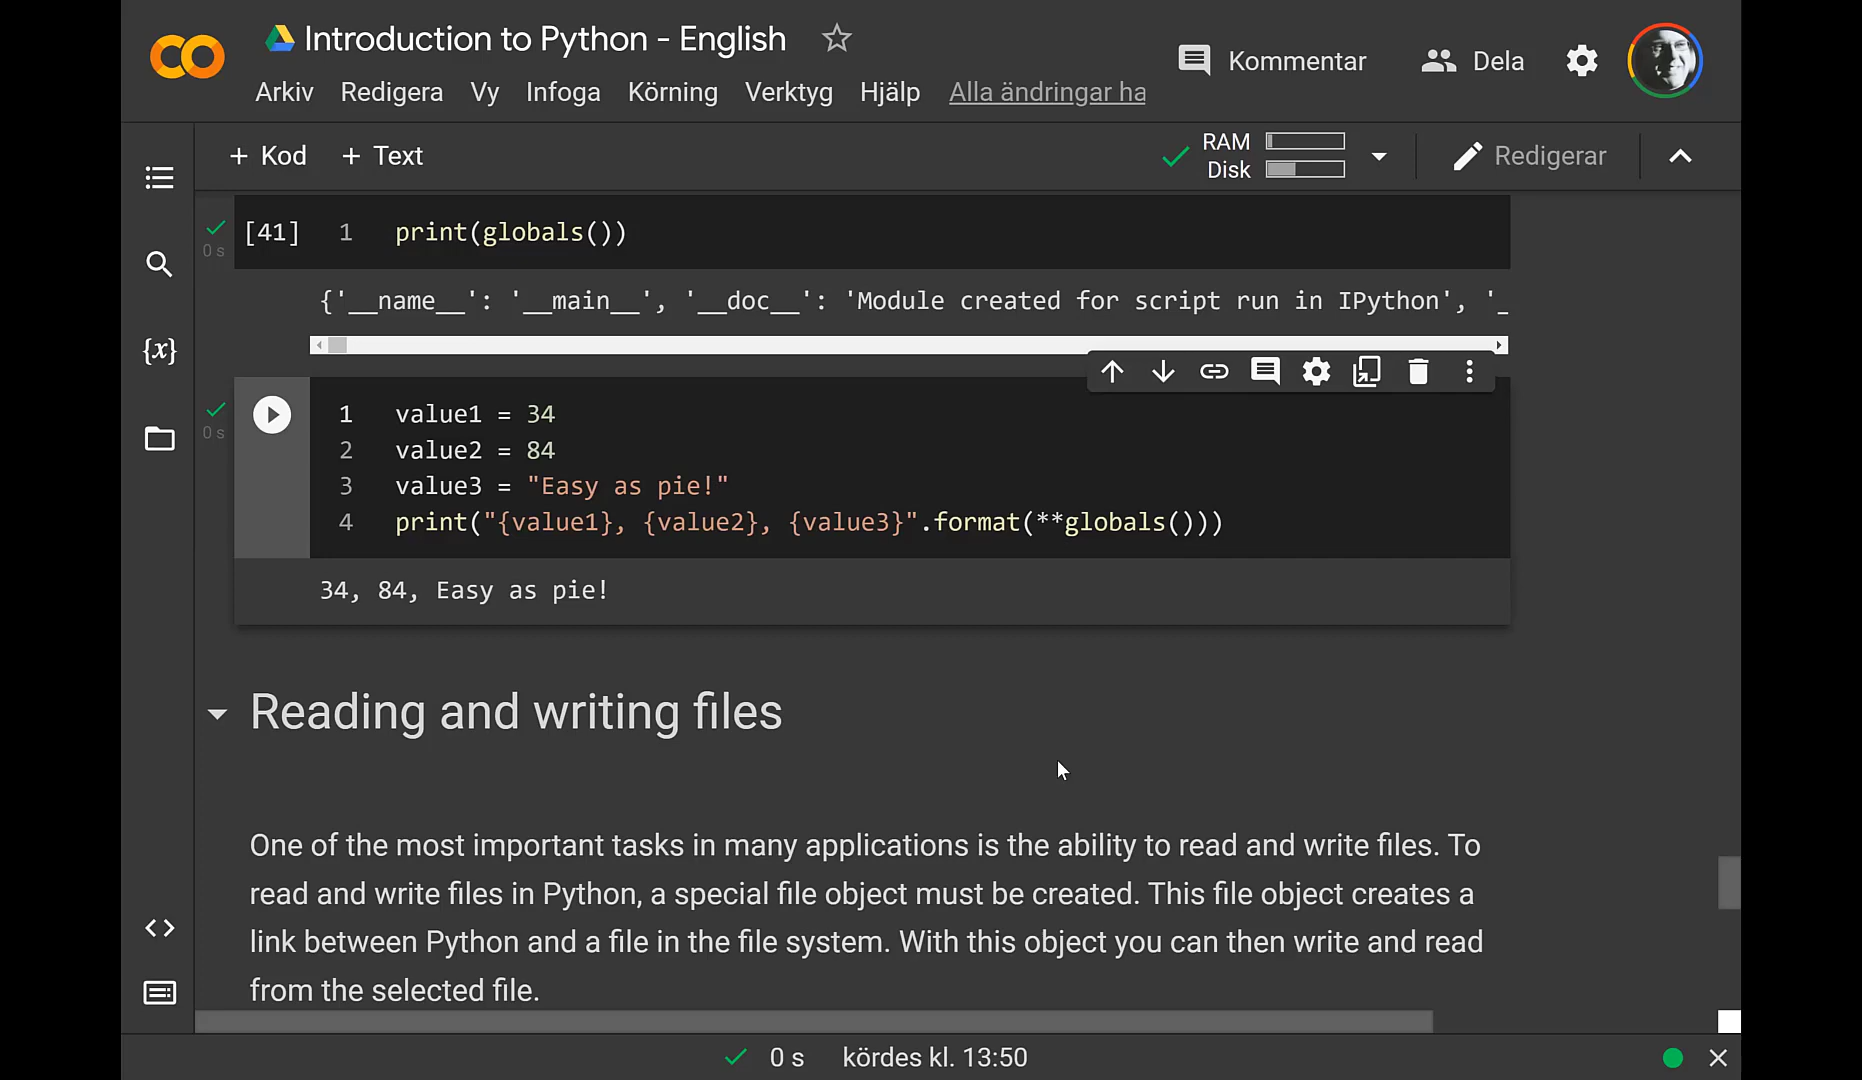 Introduction to Python - English
Kommentar
Dela
Arkiv Redigera Vy Infoga Körning Verktyg Hjälp Alla ändringar ha
+ Kod + Text
RAM
Disk
Redigerar
[41] 1 print(globals())
0 s
{'__name__': '__main__', '__doc__': 'Module created for script run in IPython', '_
{x}
0 s
1 value1 = 34
2 value2 = 84
3 value3 = "Easy as pie!"
4 print("{value1}, {value2}, {value3}".format(**globals()))
34, 84, Easy as pie!
Reading and writing files
One of the most important tasks in many applications is the ability to read and write files. To
read and write files in Python, a special file object must be created. This file object creates a
link between Python and a file in the file system. With this object you can then write and read
from the selected file.
0 s kördes kl. 13:50